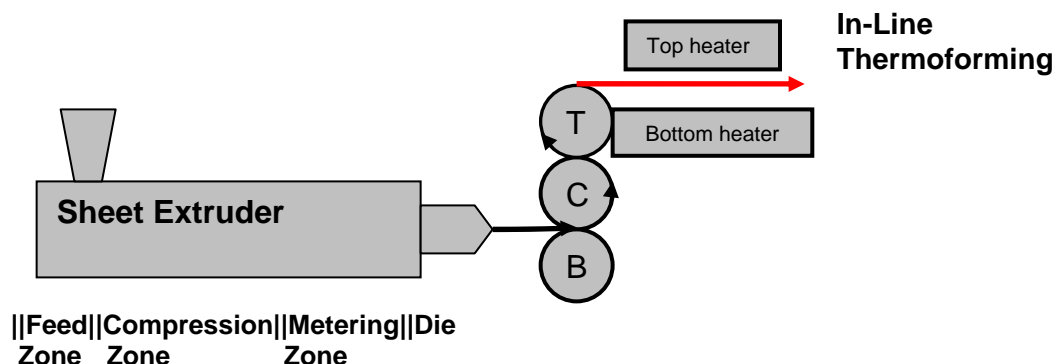 In-Line
Thermoforming
Top heater
T
Bottom heater
C
Sheet Extruder
B
||Feed||Compression||Metering||Die
Zone Zone Zone